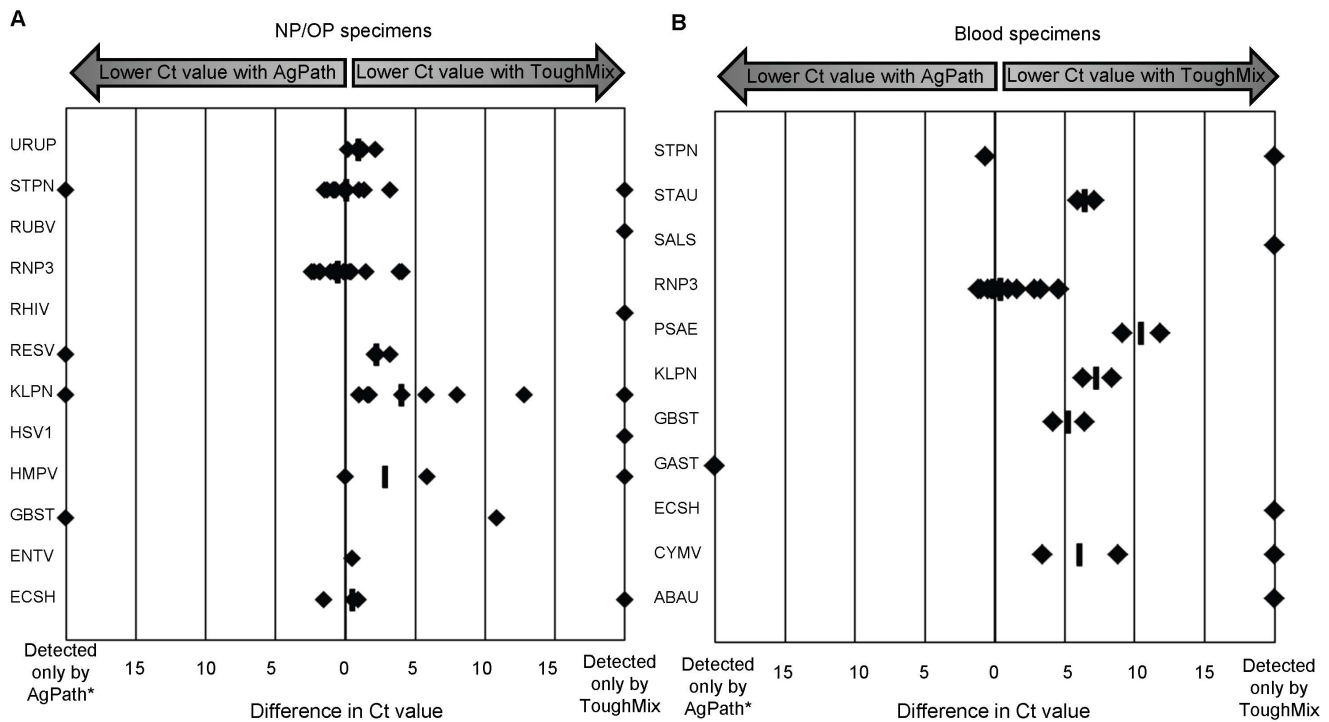 A
NP/OP specimens
Lower Ct value with AgPath
Lower Ct value with ToughMix
URUP
STPN
RUBV
RNP3
RHIV
RESV
KLPN
HSV1
HMPV
GBST
ENTV
ECSH
Detected
only by
AgPath*
15
10
5
0
5
10
15
Detected
only by
ToughMix
Difference in Ct value
B
Blood specimens
Lower Ct value with AgPath
Lower Ct value with ToughMix
STPN
STAU
SALS
RNP3
PSAE
KLPN
GBST
GAST
ECSH
CYMV
ABAU
Detected
only by
AgPath*
15
10
5
0
5
10
15
Detected
only by
ToughMix
Difference in Ct value